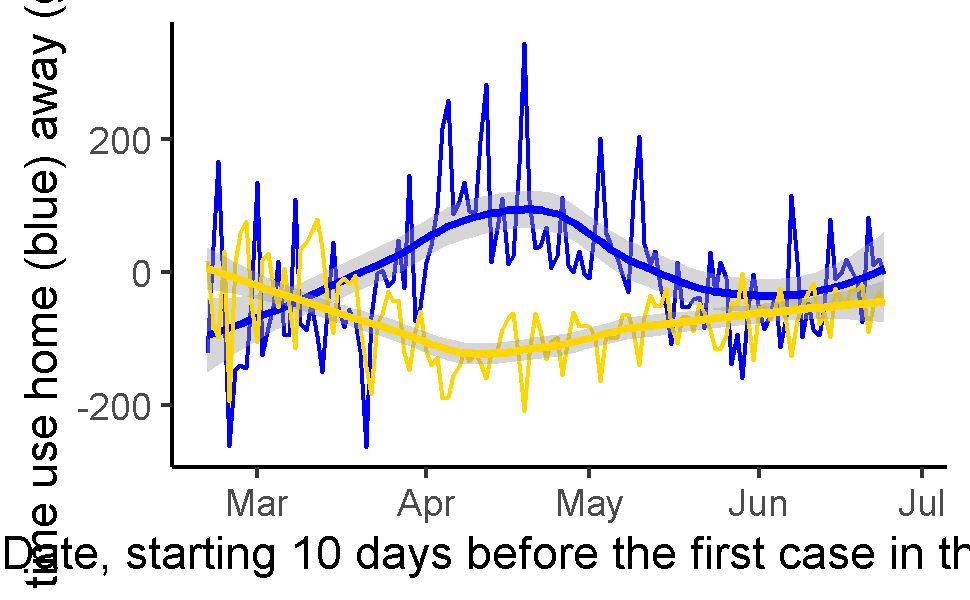 time use home (blue) away (
200
0
-200
Mar Apr May Jun Jul
Date, starting 10 days before the first case in th